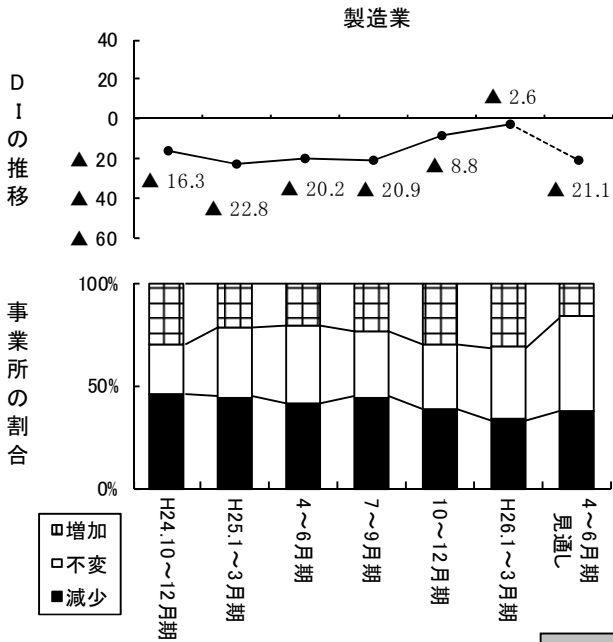 製造業
DIの推移
40
20
0
▲ 20
▲ 40
▲ 60
▲ 16.3
▲ 22.8
▲ 20.2
▲ 20.9
▲ 8.8
▲ 2.6
▲ 21.1
事業所の割合
100%
50%
0%
H24.10～12月期
H25.1～3月期
4～6月期
7～9月期
10～12月期
H26.1～3月期
4～6月期
見通し
増加
不変
減少